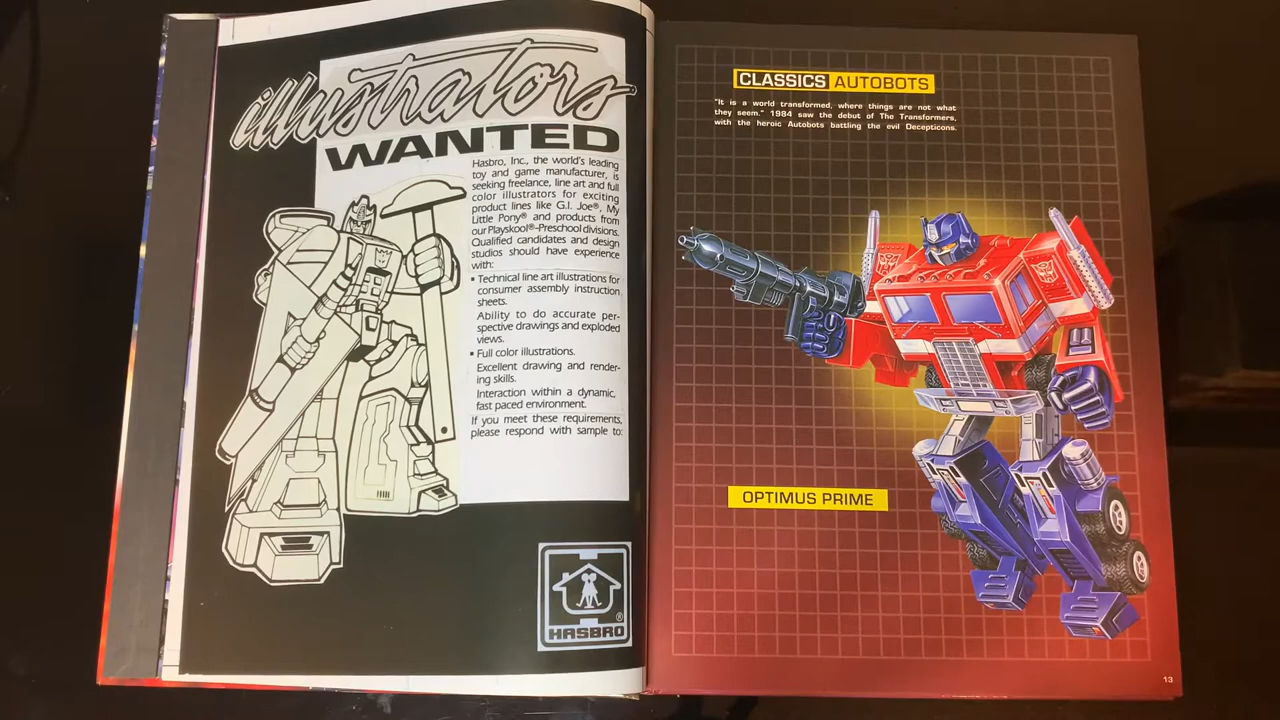 illustrators
WANTED
Hasbro, Inc., the world's leading
toy and game manufacturer, is
seeking freelance, line art and full
color illustrators for exciting
product lines like G.I. Joe®, My
Little Pony® and products from
our Playskool®-Preschool divisions.
Qualified candidates and design
studios should have experience
with:
▪ Technical line art illustrations for
consumer assembly instruction
sheets.
Ability to do accurate per-
spective drawings and exploded
views.
▪ Full color illustrations.
Excellent drawing and render-
ing skills.
Interaction within a dynamic,
fast paced environment.
If you meet these requirements,
please respond with sample to:
HASBRO®
CLASSICS AUTOBOTS
"It is a world transformed, where things are not what
they seem." 1984 saw the debut of The Transformers,
with the heroic Autobots battling the evil Decepticons.
OPTIMUS PRIME
13